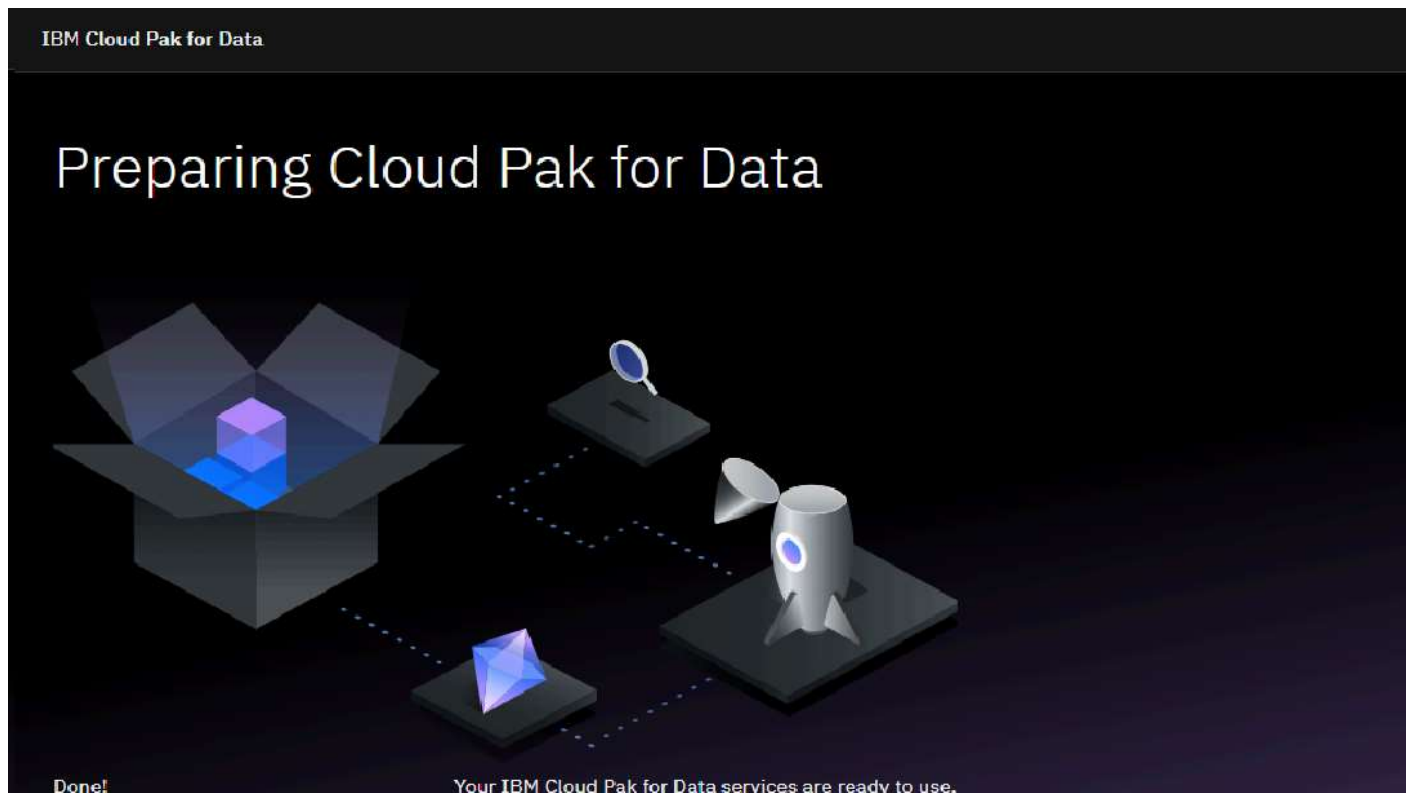 IBM Cloud Pak for Data
Preparing Cloud Pak for Data
Done!
Your IBM Cloud Pak for Data services are ready to use.